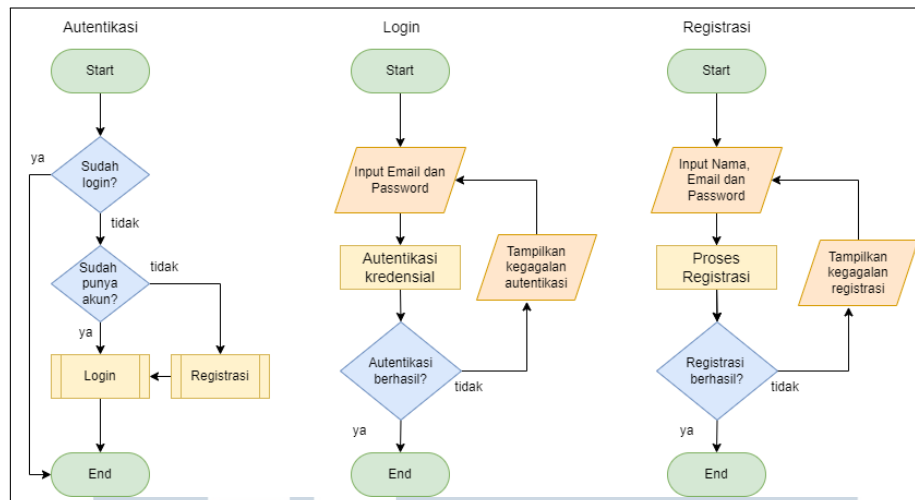 Autentikasi
Start
ya
Sudah
login?
tidak
Sudah
punya
akun?
tidak
ya
Login
Registrasi
End
Login
Start
Input Email dan
Password
Autentikasi
kredensial
Tampilkan
kegagalan
autentikasi
Autentikasi
berhasil?
tidak
ya
End
Registrasi
Start
Input Nama,
Email dan
Password
Proses
Registrasi
Tampilkan
kegagalan
registrasi
Registrasi
berhasil?
tidak
ya
End